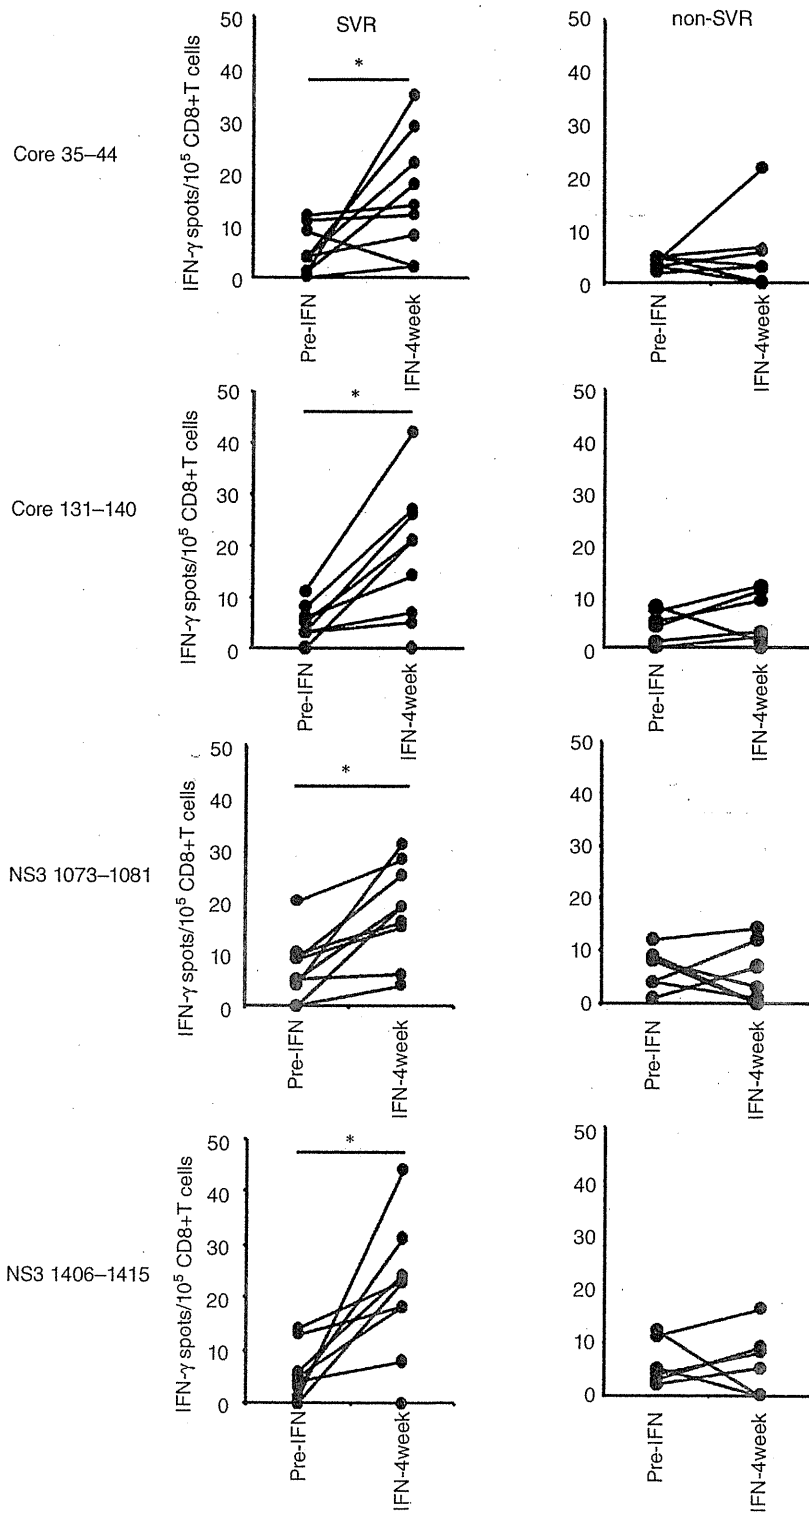 SVR
non-SVR
Core 35–44
IFN-γ spots/10⁵ CD8+T cells
50
40
30
20
10
0
*
Pre-IFN
IFN-4week
50
40
30
20
10
0
Pre-IFN
IFN-4week
Core 131–140
IFN-γ spots/10⁵ CD8+T cells
50
40
30
20
10
0
*
Pre-IFN
IFN-4week
50
40
30
20
10
0
Pre-IFN
IFN-4week
NS3 1073–1081
IFN-γ spots/10⁵ CD8+T cells
50
40
30
20
10
0
*
Pre-IFN
IFN-4week
50
40
30
20
10
0
Pre-IFN
IFN-4week
NS3 1406–1415
IFN-γ spots/10⁵ CD8+T cells
50
40
30
20
10
0
*
Pre-IFN
IFN-4week
50
40
30
20
10
0
Pre-IFN
IFN-4week